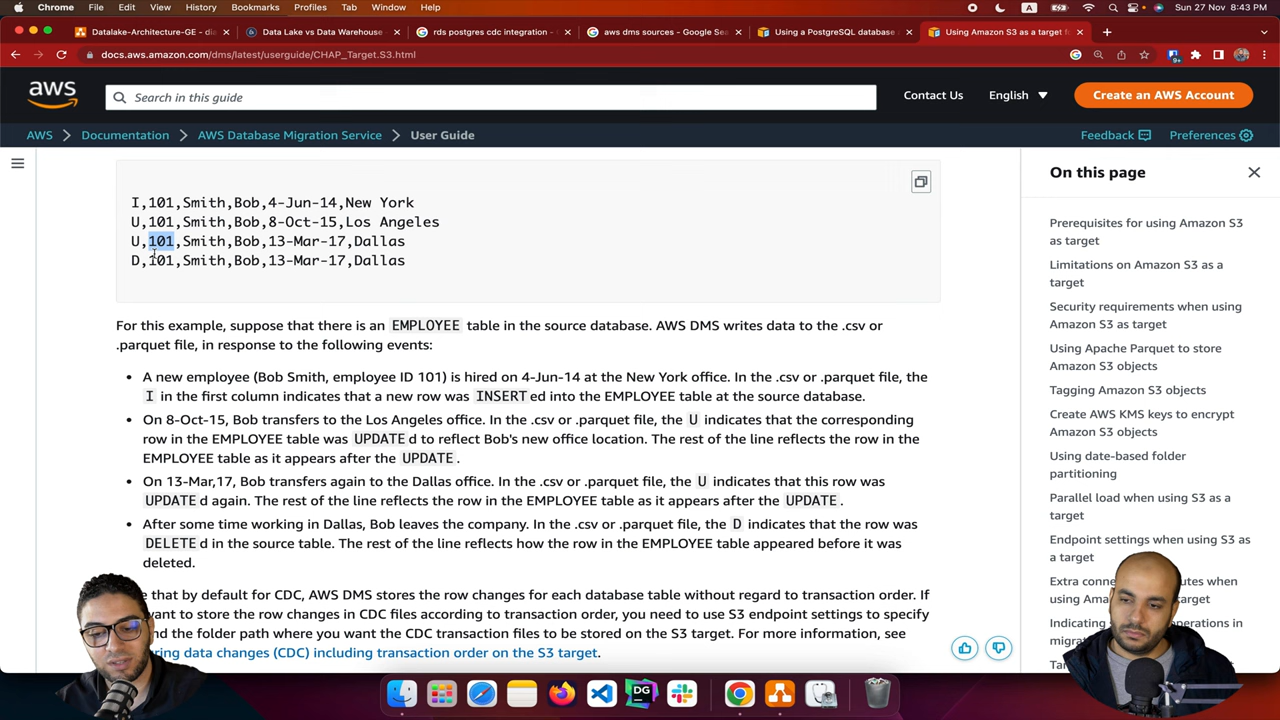 Chrome File Edit View History Bookmarks Profiles Tab Window Help Sun 27 Nov 8:43 PM
Datalake-Architecture-GE - dia Data Lake vs Data Warehouse rds postgres cdc integration - aws dms sources - Google Sea Using a PostgreSQL database Using Amazon S3 as a target f
docs.aws.amazon.com/dms/latest/userguide/CHAP_Target.S3.html
aws Search in this guide Contact Us English Create an AWS Account
AWS > Documentation > AWS Database Migration Service > User Guide Feedback Preferences
I,101,Smith,Bob,4-Jun-14,New York
U,101,Smith,Bob,8-Oct-15,Los Angeles
U,101,Smith,Bob,13-Mar-17,Dallas
D,101,Smith,Bob,13-Mar-17,Dallas
For this example, suppose that there is an EMPLOYEE table in the source database. AWS DMS writes data to the .csv or
.parquet file, in response to the following events:
• A new employee (Bob Smith, employee ID 101) is hired on 4-Jun-14 at the New York office. In the .csv or .parquet file, the
I in the first column indicates that a new row was INSERTed into the EMPLOYEE table at the source database.
• On 8-Oct-15, Bob transfers to the Los Angeles office. In the .csv or .parquet file, the U indicates that the corresponding
row in the EMPLOYEE table was UPDATE d to reflect Bob's new office location. The rest of the line reflects the row in the
EMPLOYEE table as it appears after the UPDATE.
• On 13-Mar,17, Bob transfers again to the Dallas office. In the .csv or .parquet file, the U indicates that this row was
UPDATE d again. The rest of the line reflects the row in the EMPLOYEE table as it appears after the UPDATE.
• After some time working in Dallas, Bob leaves the company. In the .csv or .parquet file, the D indicates that the row was
DELETE d in the source table. The rest of the line reflects how the row in the EMPLOYEE table appeared before it was
deleted.
that by default for CDC, AWS DMS stores the row changes for each database table without regard to transaction order. If
want to store the row changes in CDC files according to transaction order, you need to use S3 endpoint settings to specify
the folder path where you want the CDC transaction files to be stored on the S3 target. For more information, see
data changes (CDC) including transaction order on the S3 target.
On this page
Prerequisites for using Amazon S3
as target
Limitations on Amazon S3 as a
target
Security requirements when using
Amazon S3 as target
Using Apache Parquet to store
Amazon S3 objects
Tagging Amazon S3 objects
Create AWS KMS keys to encrypt
Amazon S3 objects
Using date-based folder
partitioning
Parallel load when using S3 as a
target
Endpoint settings when using S3 as
a target
Extra when
using Amazon
Indicating operations in
DG